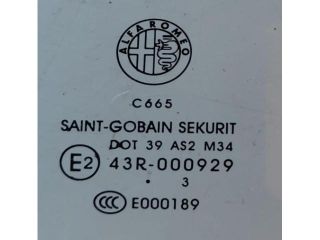 ALFA ROMEO
C665
SAINT-GOBAIN SEKURIT
DOT 39 AS2 M34
E2 43R-000929
. 3
CCC E000189